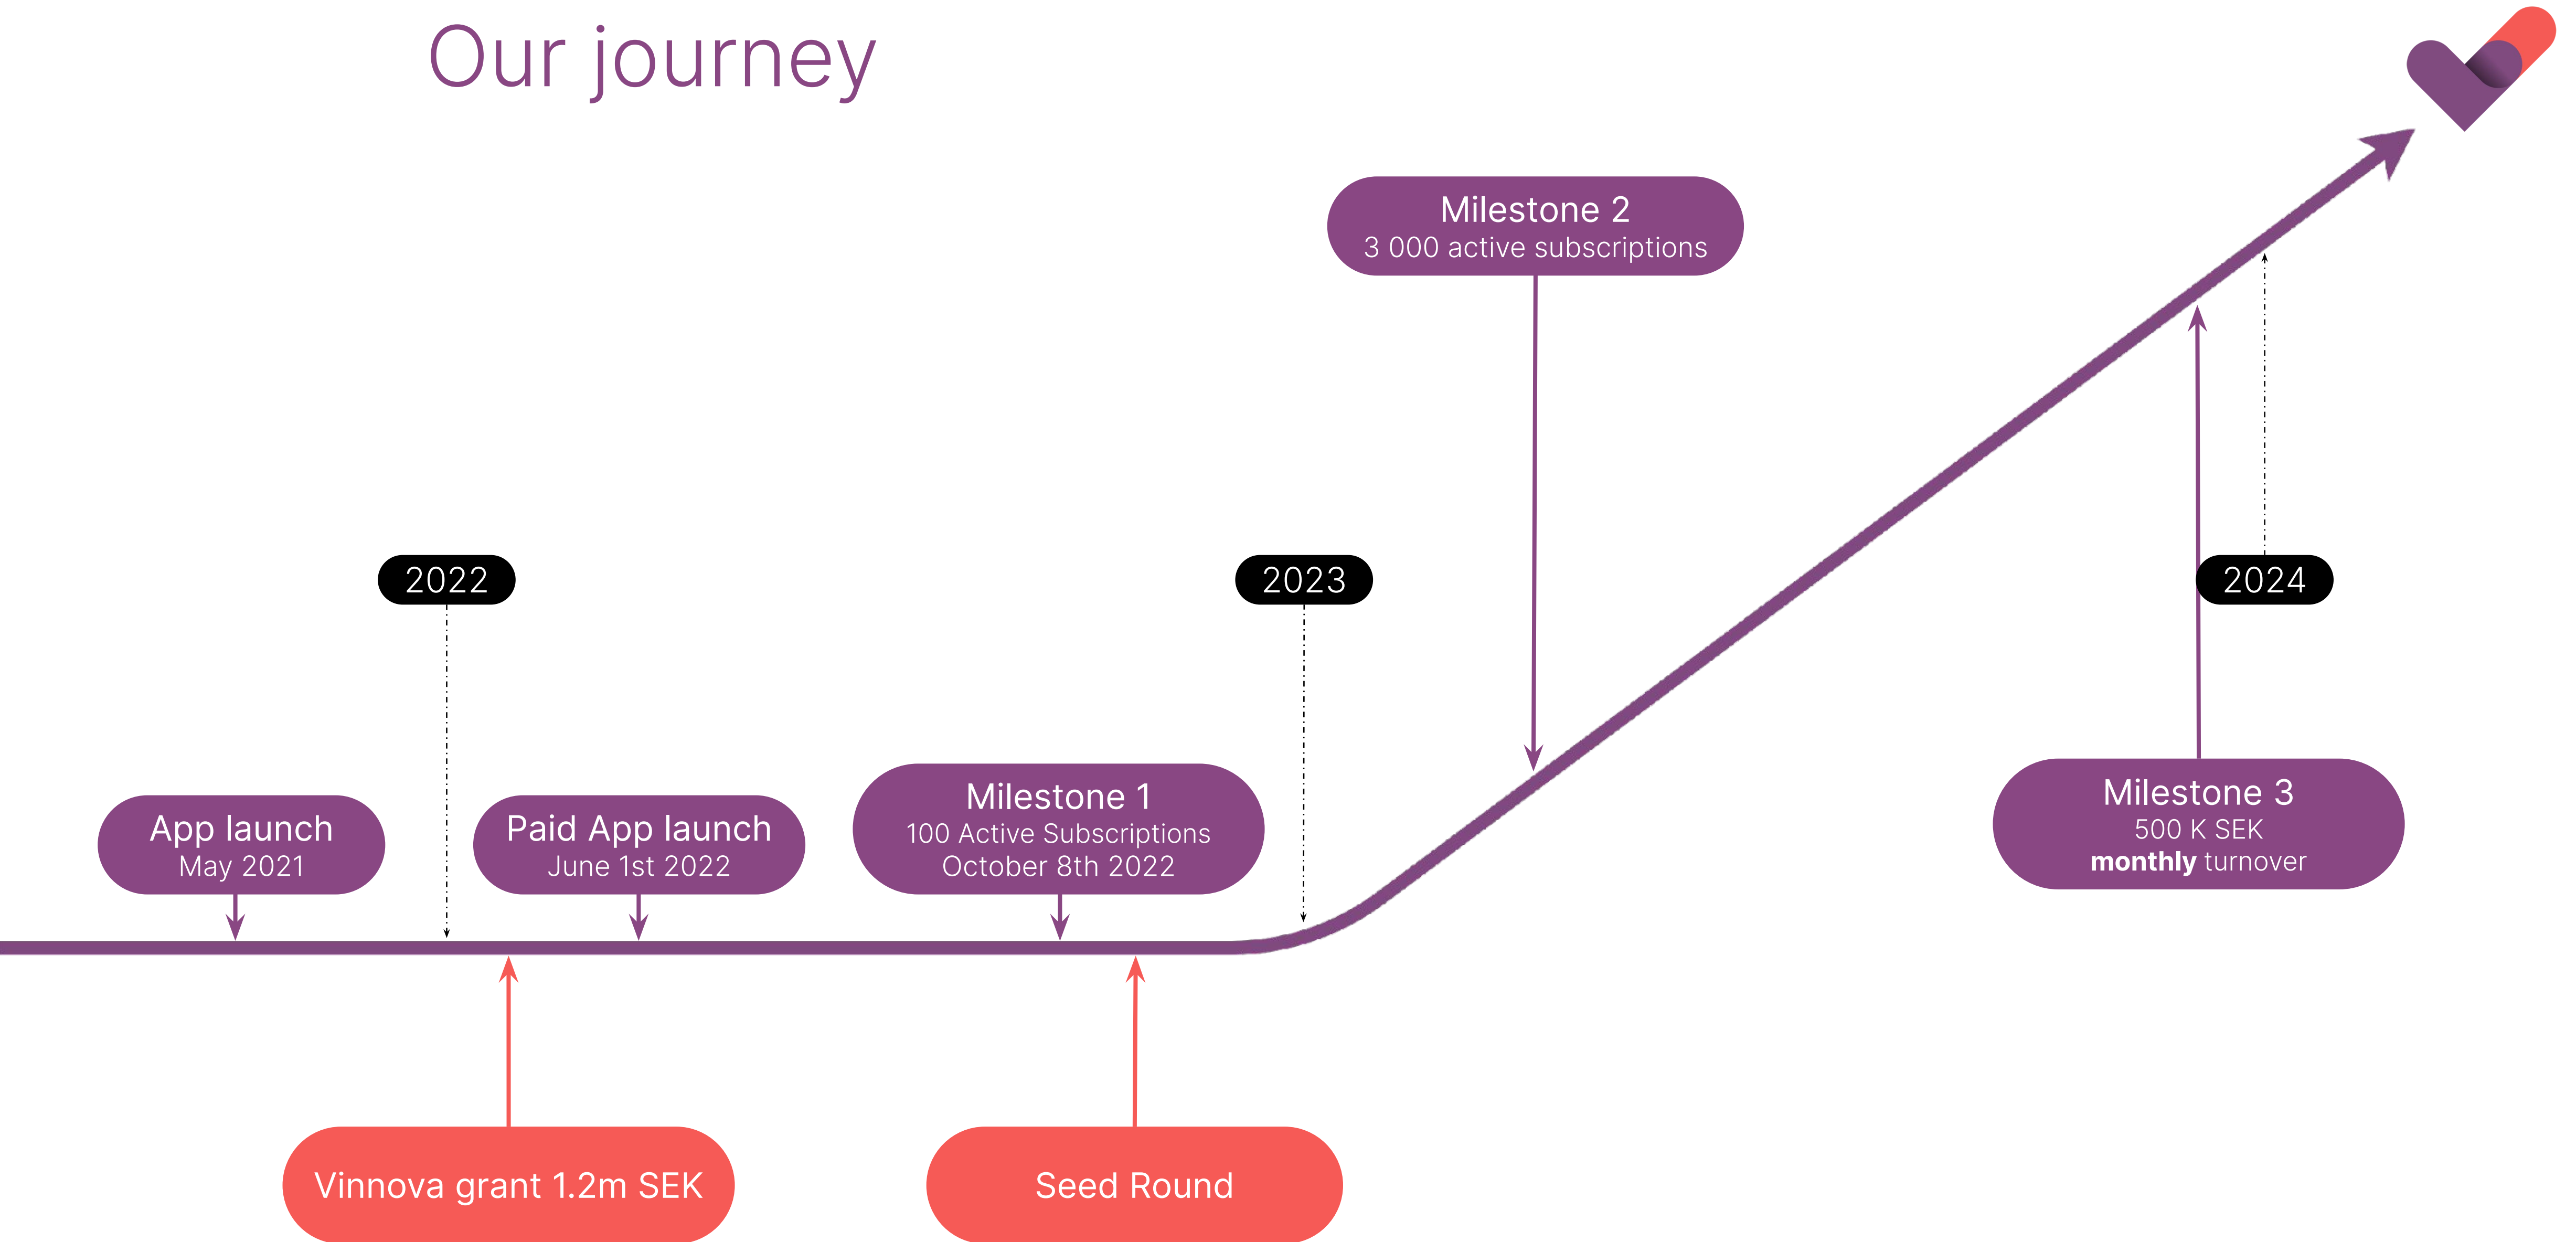 Our journey
Milestone 2
3 000 active subscriptions
2022
2023
2024
App launch
May 2021
Paid App launch
June 1st 2022
Milestone 1
100 Active Subscriptions
October 8th 2022
Milestone 3
500 K SEK
monthly turnover
Vinnova grant 1.2m SEK
Seed Round